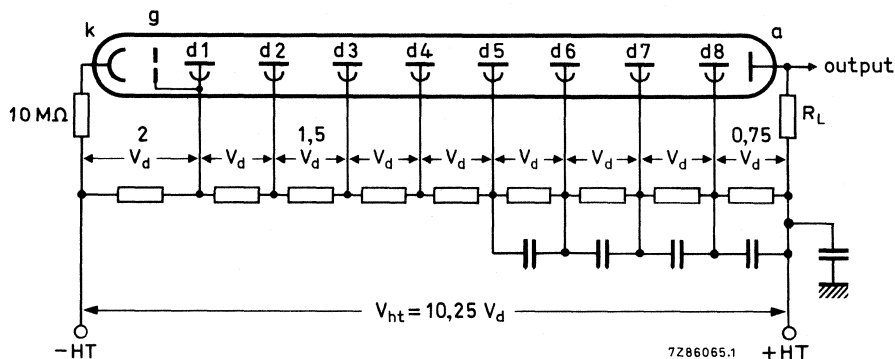 k g d1 d2 d3 d4 d5 d6 d7 d8 a
output
10 MΩ
R_L
2 1,5 0,75
V_d V_d V_d V_d V_d V_d V_d V_d V_d
V_ht = 10,25 V_d
−HT 7Z86065.1 +HT